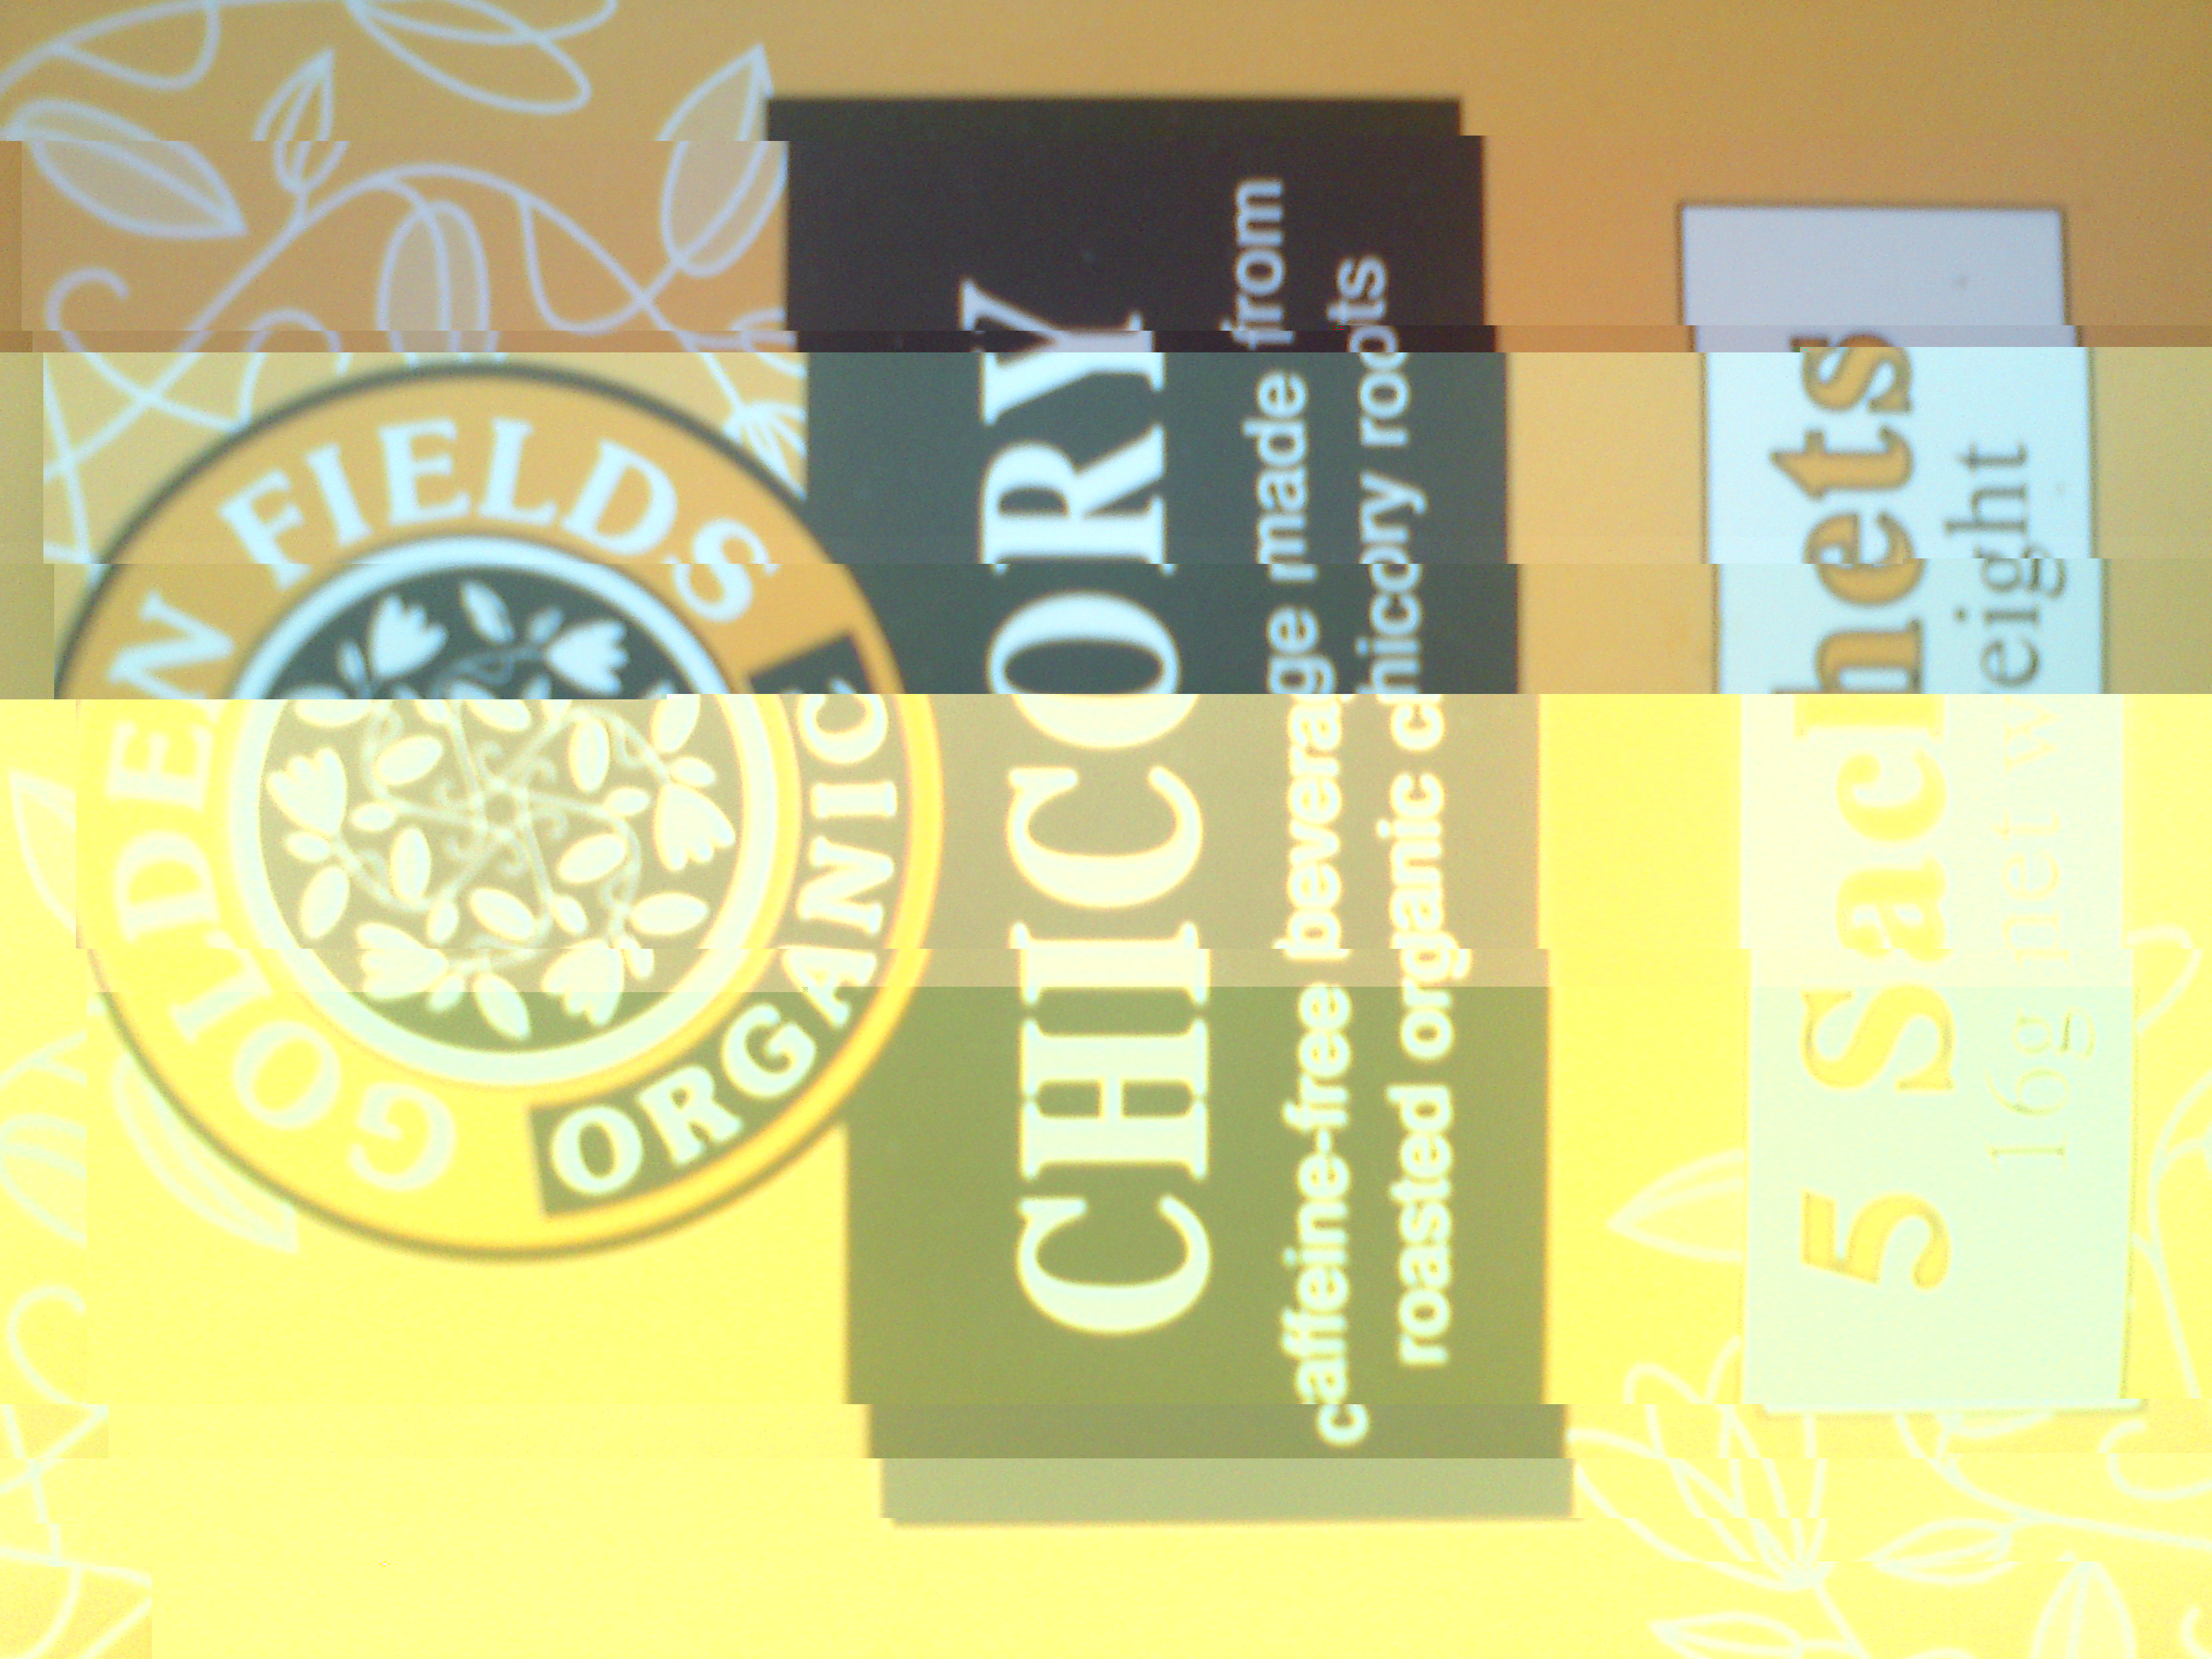 GOLDEN FIELDS
ORGANIC
CHICORY
caffeine-free beverage made from
roasted organic chicory roots
5 Sachets
16g net weight